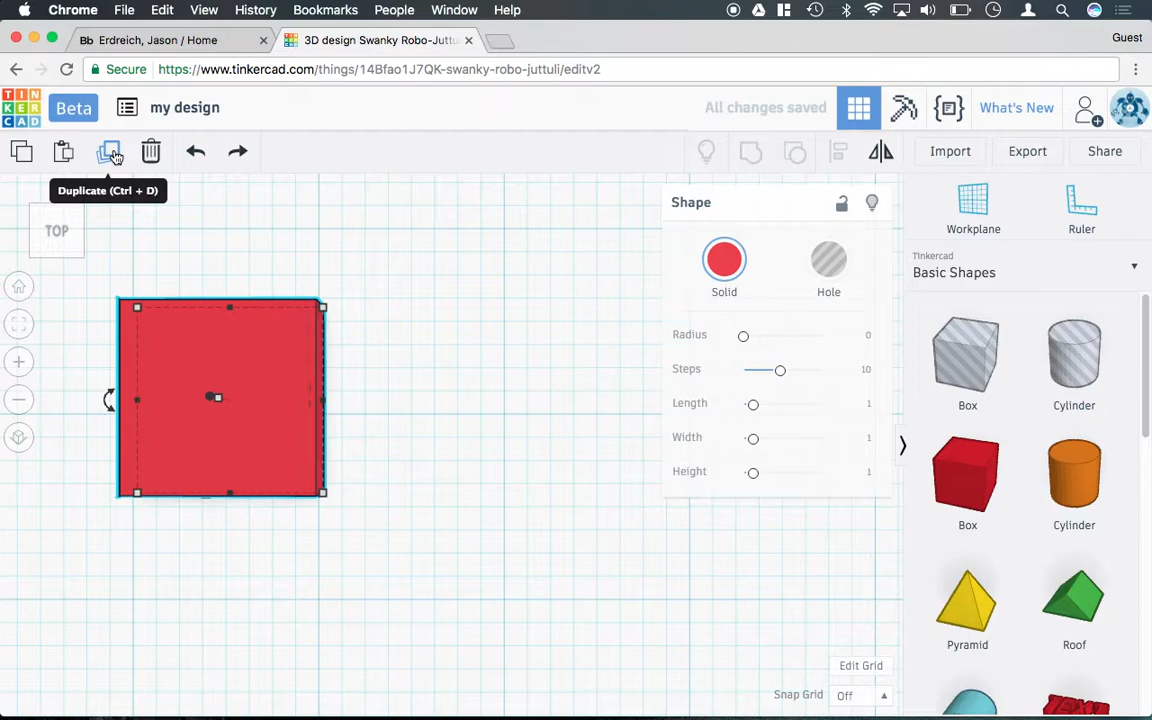 Chrome File Edit View History Bookmarks People Window Help
Bb Erdreich, Jason / Home
3D design Swanky Robo-Juttuli
Guest
Secure https://www.tinkercad.com/things/14Bfao1J7QK-swanky-robo-juttuli/editv2
TIN
KER
CAD
Beta
my design
All changes saved
What's New
Import
Export
Share
Duplicate (Ctrl + D)
TOP
Shape
Solid
Hole
Radius 0
Steps 10
Length 1
Width 1
Height 1
Workplane
Ruler
Tinkercad
Basic Shapes
Box
Cylinder
Box
Cylinder
Pyramid
Roof
Edit Grid
Snap Grid Off